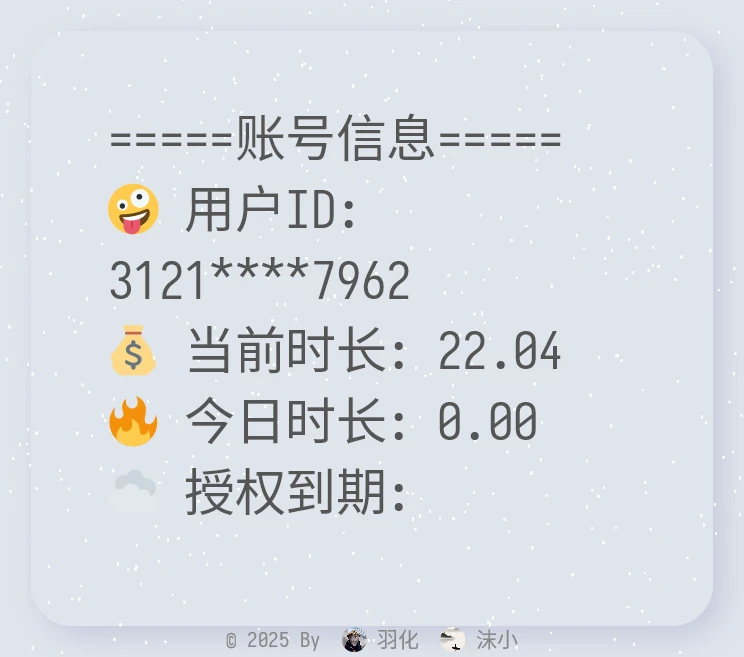 =====账号信息=====
🤪 用户ID:
3121****7962
💰 当前时长: 22.04
🔥 今日时长: 0.00
☁️ 授权到期:
© 2025 By 羽化 沫小